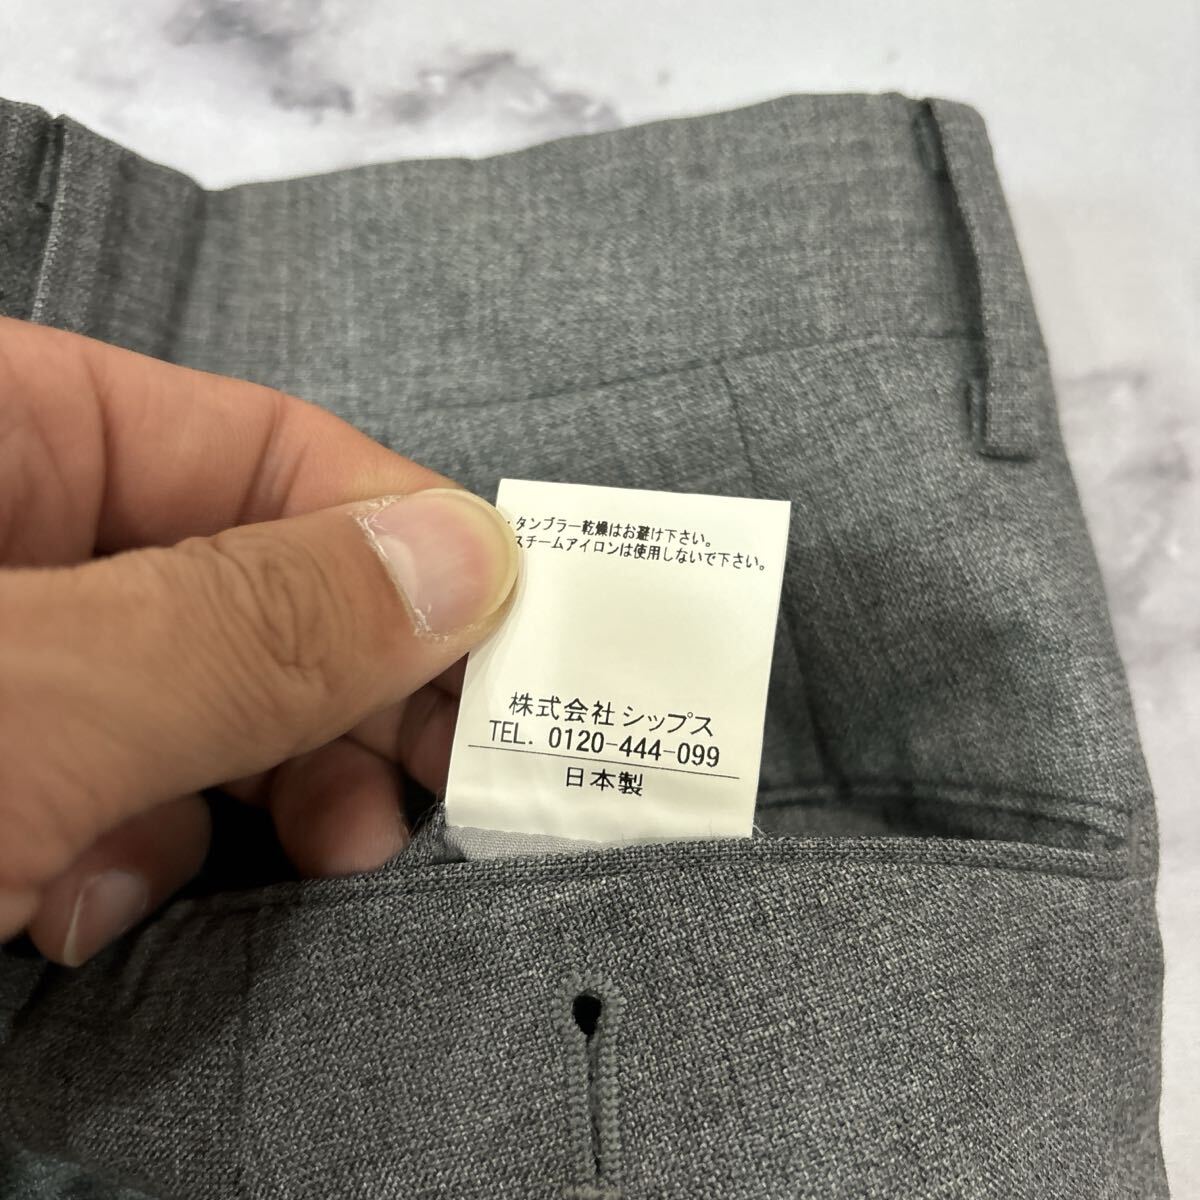 ・タンブラー乾燥はお避け下さい。
スチームアイロンは使用しないで下さい。
株式会社シップス
TEL. 0120-444-099
日本製